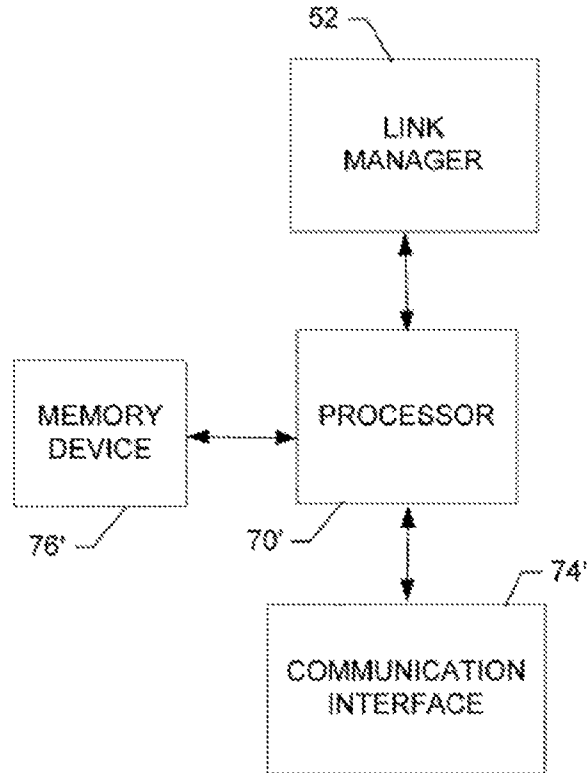 52
LINK
MANAGER
MEMORY
DEVICE
PROCESSOR
76'
70'
74'
COMMUNICATION
INTERFACE